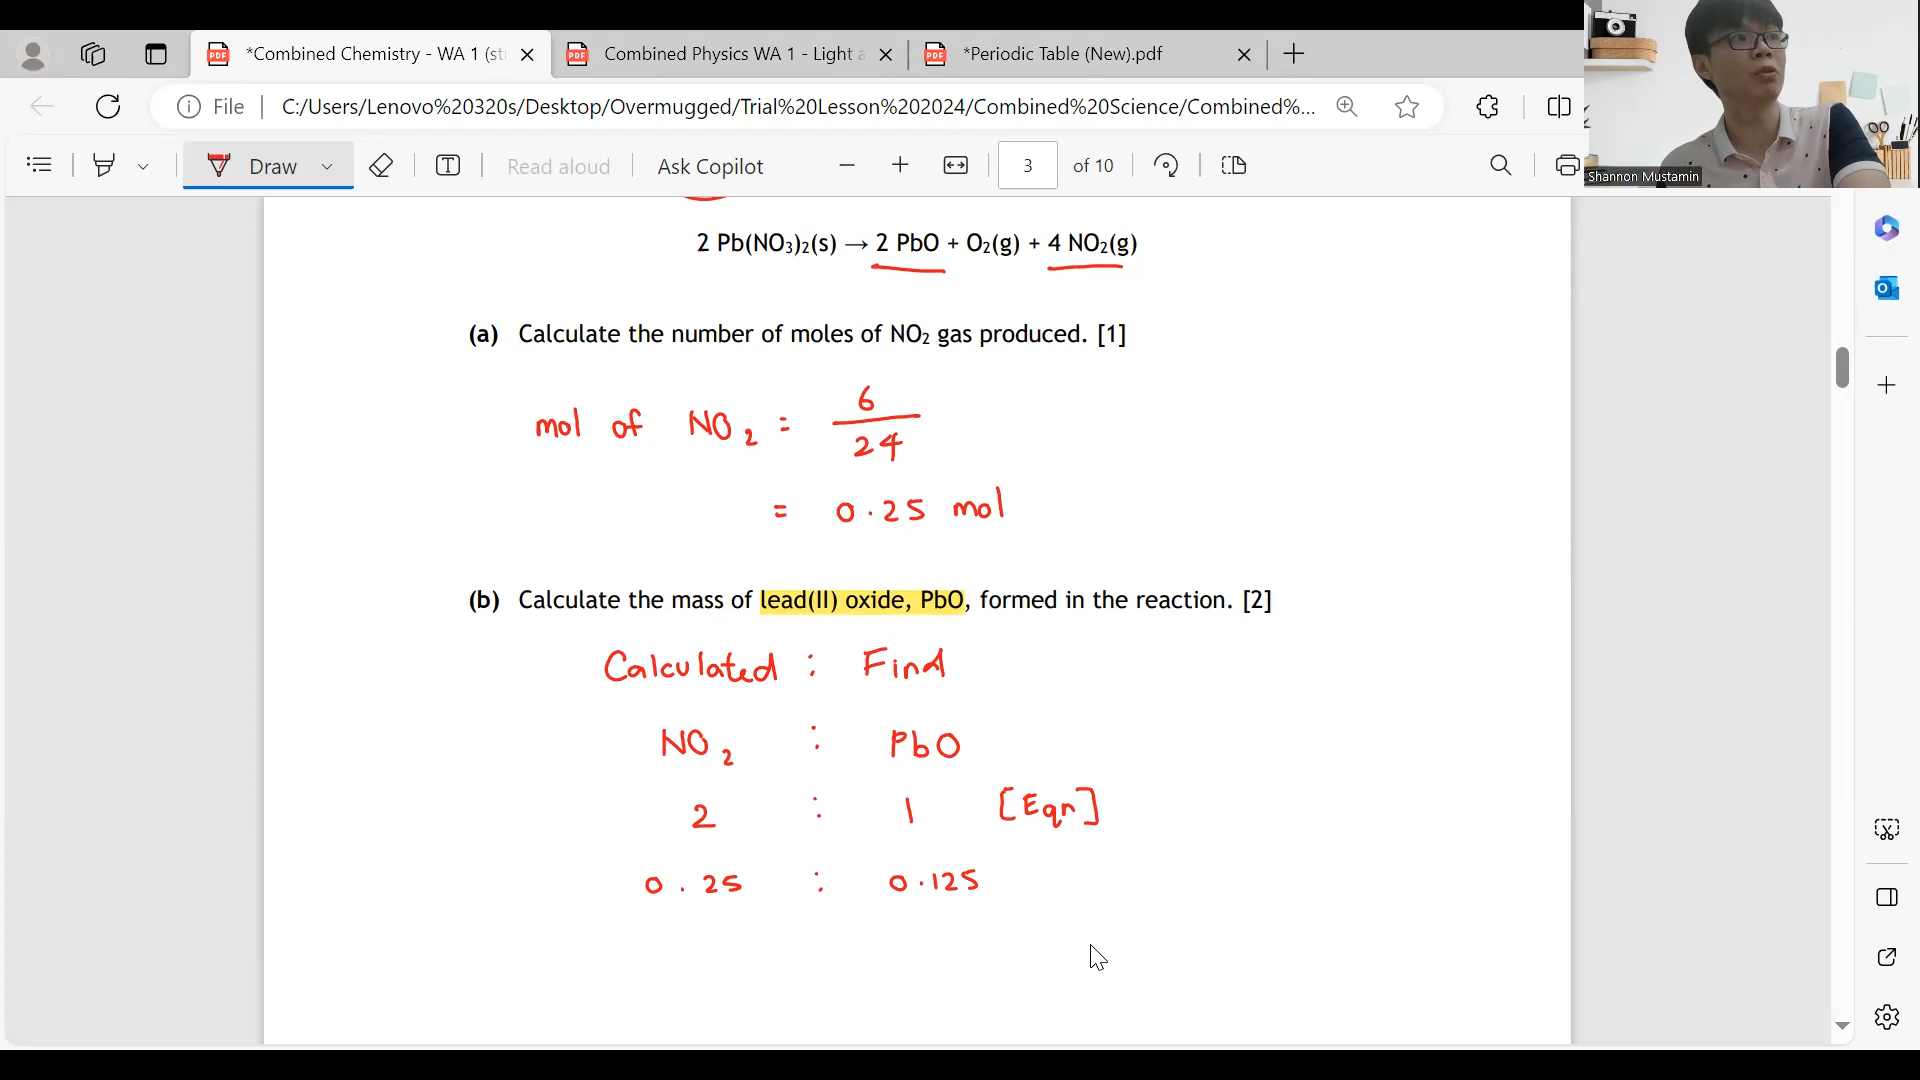 *Combined Chemistry - WA 1 (st
Combined Physics WA 1 - Light a
*Periodic Table (New).pdf
File
C:/Users/Lenovo%20320s/Desktop/Overmugged/Trial%20Lesson%202024/Combined%20Science/Combined%...
Draw
Read aloud
Ask Copilot
3
of 10
Shannon Mustamin
2 Pb(NO₃)₂(s) → 2 PbO + O₂(g) + 4 NO₂(g)
(a) Calculate the number of moles of NO₂ gas produced. [1]
mol of NO₂ = 6/24
= 0.25 mol
(b) Calculate the mass of lead(II) oxide, PbO, formed in the reaction. [2]
Calculated : Find
NO₂ : PbO
2 : 1 [Eqn]
0.25 : 0.125